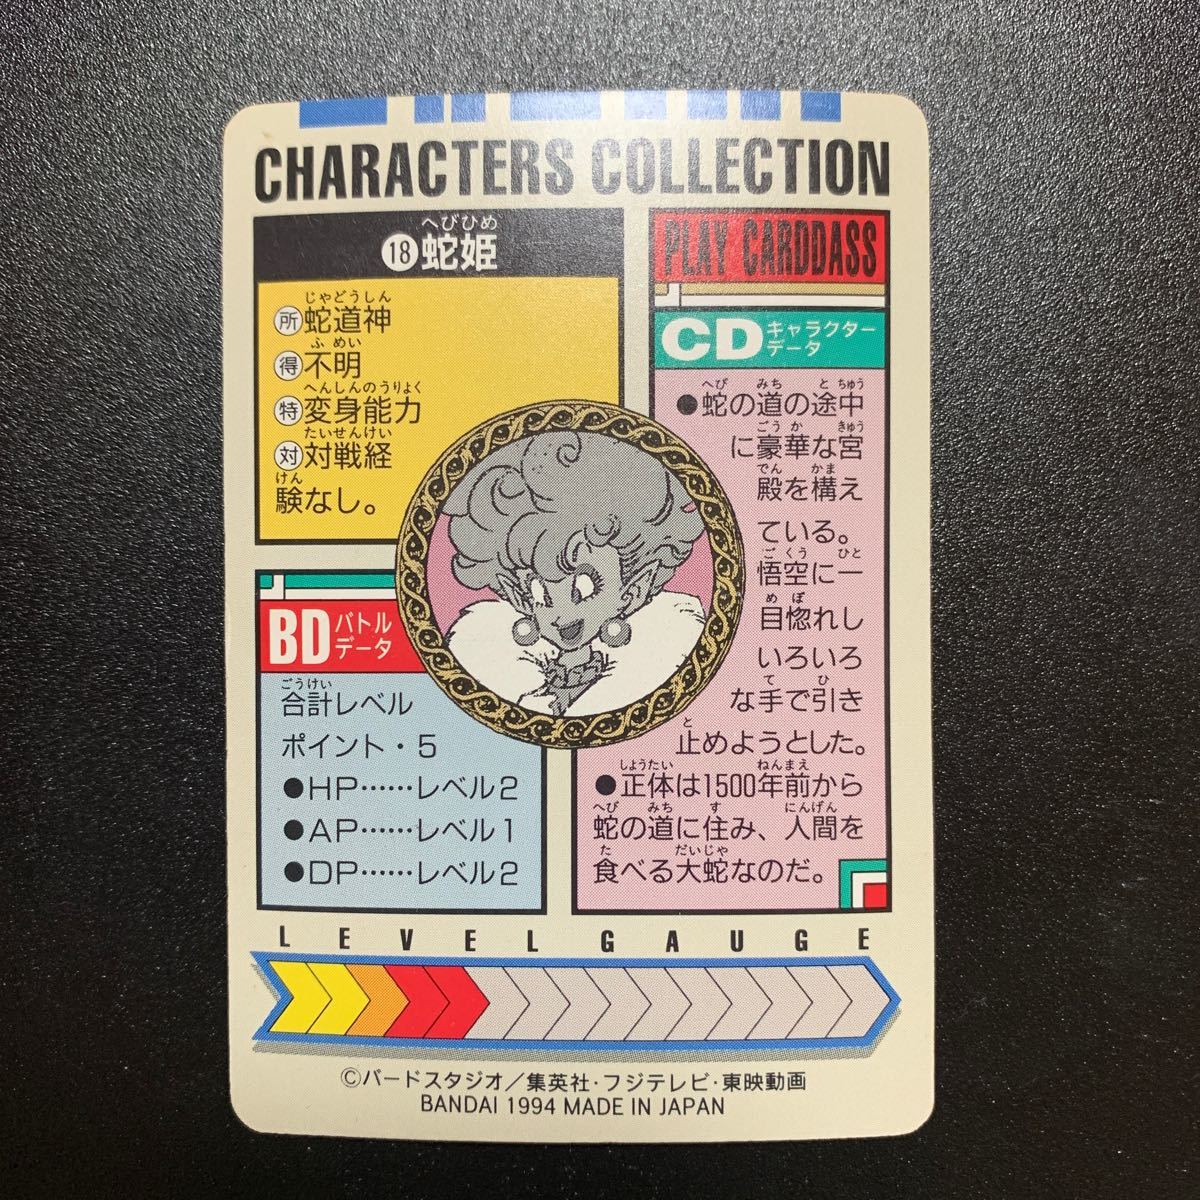 CHARACTERS COLLECTION
へびひめ
⑱蛇姫
じゃどうしん
所 蛇道神
ふめい
得 不明
へんしんのうりょく
特 変身能力
たいせんけい
対 対戦経
けん
験なし。
BD バトル
データ
ごうけい
合計レベル
ポイント・5
●HP……レベル2
●AP……レベル1
●DP……レベル2
PLAY CARDDASS
CD キャラクター
データ
へび みち とちゅう
●蛇の道の途中
ごうか きゅう
に豪華な宮
でん かま
殿を構え
ている。
ごくう ひと
悟空に一
めぼ
目惚れし
いろいろ
て ひ
な手で引き
と
止めようとした。
しょうたい ねんまえ
●正体は1500年前から
へび みち す にんげん
蛇の道に住み、人間を
た だいじゃ
食べる大蛇なのだ。
LEVEL GAUGE
©バードスタジオ／集英社・フジテレビ・東映動画
BANDAI 1994 MADE IN JAPAN